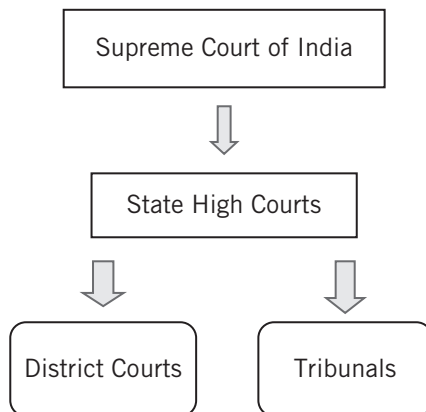 Supreme Court of India
State High Courts
District Courts
Tribunals